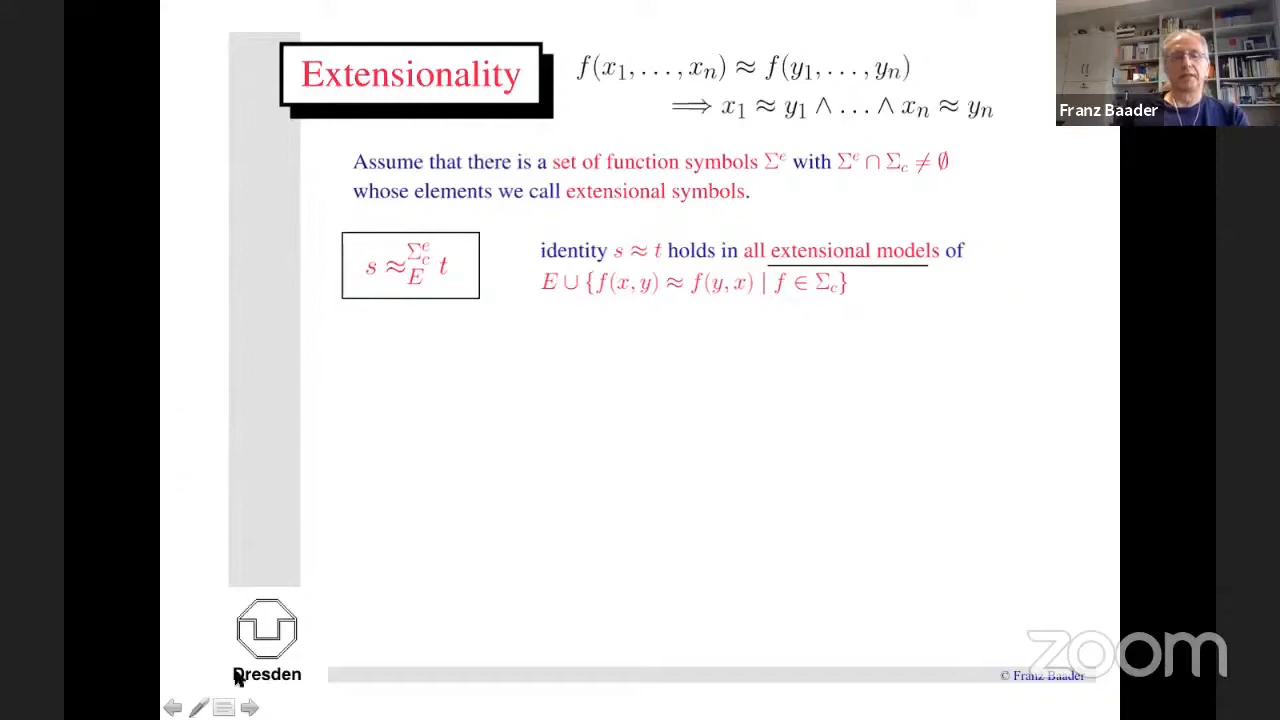 Extensionality
f(x₁, …, xₙ) ≈ f(y₁, …, yₙ)
⟹ x₁ ≈ y₁ ∧ … ∧ xₙ ≈ yₙ
Franz Baader
Assume that there is a set of function symbols Σᵉ with Σᵉ ∩ Σ_c ≠ ∅
whose elements we call extensional symbols.
s ≈_E^{Σ_c^e} t
identity s ≈ t holds in all extensional models of
E ∪ {f(x, y) ≈ f(y, x) | f ∈ Σ_c}
zoom
Dresden
© Franz Baader